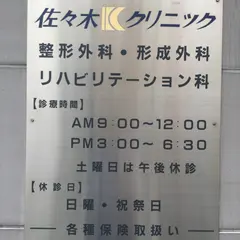 佐々木Kクリニック
整形外科・形成外科
リハビリテーション科
【診療時間】
AM9:00~12:00
PM3:00~ 6:30
土曜日は午後休診
【休診日】
日曜・祝祭日
各種保険取扱い